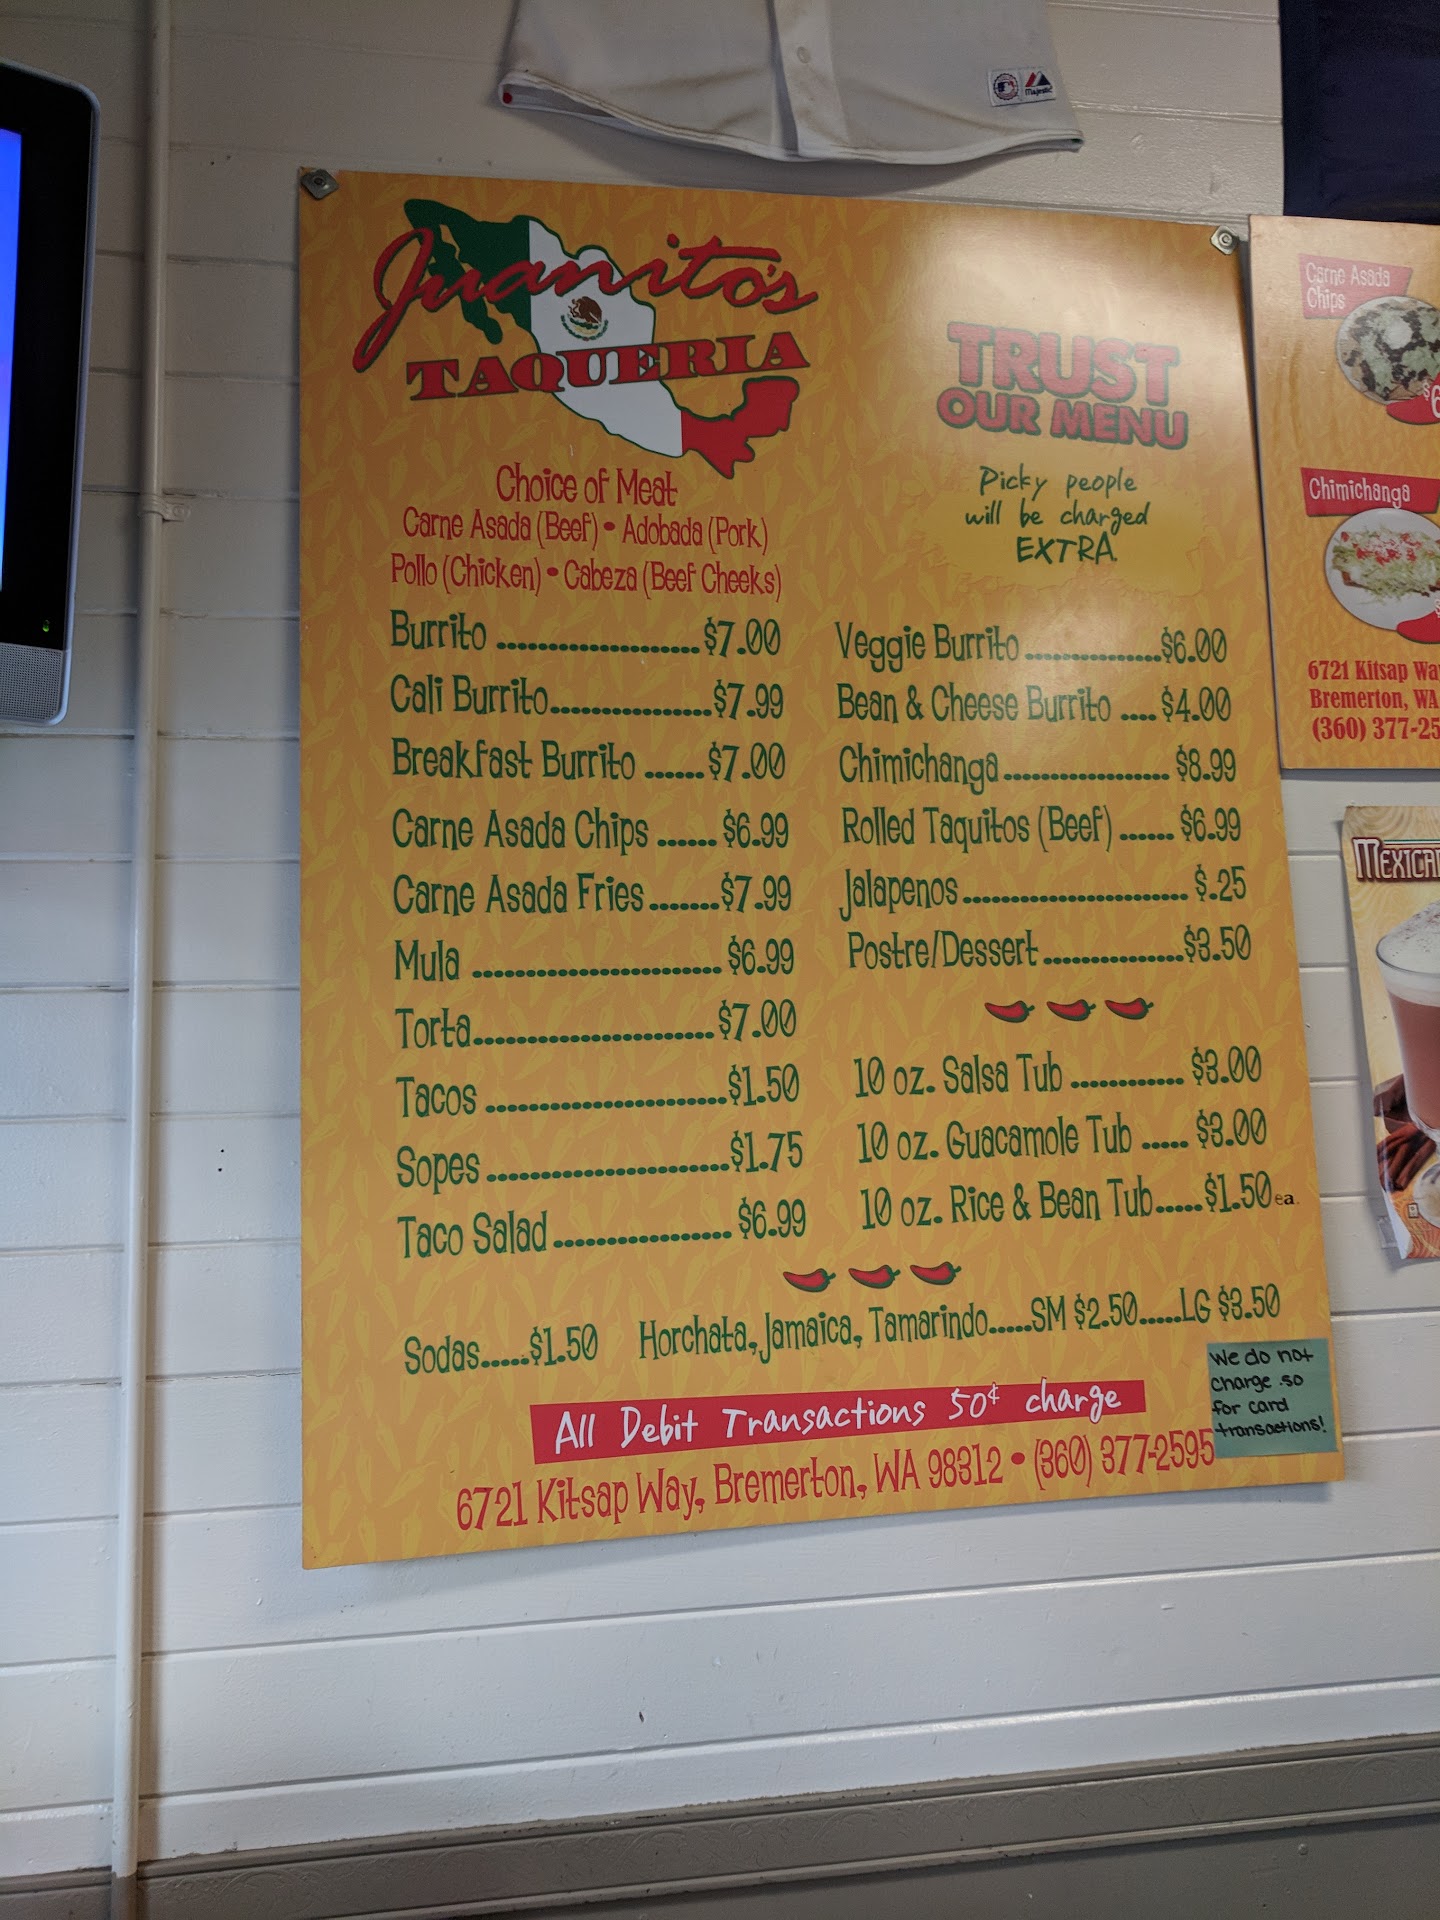 Majestic
Juanito's
TAQUERIA
TRUST
OUR MENU
Picky people
will be charged
EXTRA.
Choice of Meat
Carne Asada (Beef) • Adobada (Pork)
Pollo (Chicken) • Cabeza (Beef Cheeks)
Burrito ....................$7.00
Cali Burrito................$7.99
Breakfast Burrito ......$7.00
Carne Asada Chips ...... $6.99
Carne Asada Fries.......$7.99
Mula ......................... $6.99
Torta........................$7.00
Tacos ........................$1.50
Sopes ........................$1.75
Taco Salad.................. $6.99
Veggie Burrito...............$6.00
Bean & Cheese Burrito .... $4.00
Chimichanga.................. $8.99
Rolled Taquitos (Beef) ...... $6.99
Jalapenos........................ $.25
Postre/Dessert...............$3.50
10 oz. Salsa Tub ............ $3.00
10 oz. Guacamole Tub ..... $3.00
10 oz. Rice & Bean Tub.....$1.50 ea.
Sodas.....$1.50 Horchata, Jamaica, Tamarindo.....SM $2.50.....LG $3.50
All Debit Transactions 50¢ charge
6721 Kitsap Way, Bremerton, WA 98312 • (360) 377-2595
We do not
charge .50
for card
transactions!
Carne Asada
Chips
$6
Chimichanga
$
6721 Kitsap Wa
Bremerton, WA
(360) 377-25
MEXICA